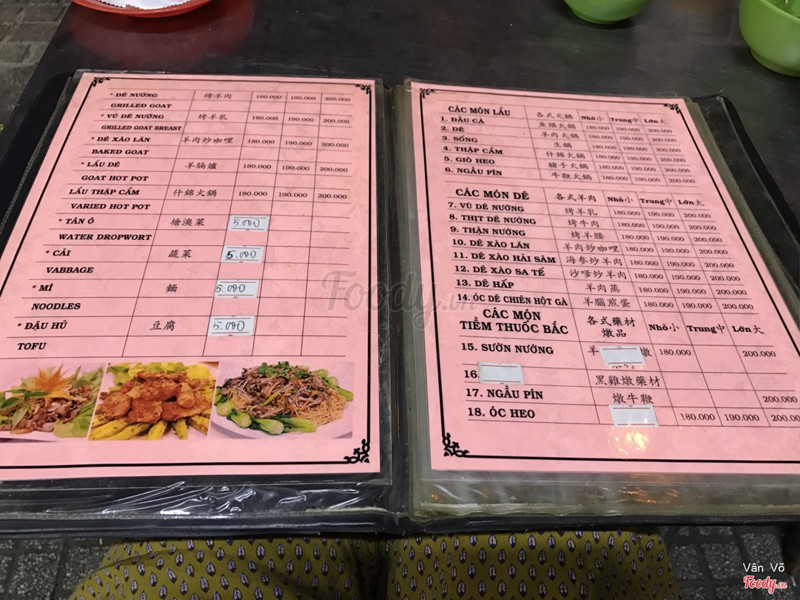 * DÊ NƯỚNG 烤羊肉 180.000 190.000 200.000
GRILLED GOAT
* VÚ DÊ NƯỚNG 烤羊乳 180.000 190.000 200.000
GRILLED GOAT BREAST
* DÊ XÀO LĂN 羊肉炒咖哩 180.000 190.000 200.000
BAKED GOAT
* LẨU DÊ 180.000 190.000 200.000
GOAT HOT POT
LẨU THẬP CẨM 什錦火鍋 180.000 190.000 200.000
VARIED HOT POT
* TẦN Ô 5.000
WATER DROPWORT
* CẢI 蔬菜 5.000
VABBAGE
* MÌ 5.000
NOODLES
* ĐẬU HỦ 豆腐 5.000
TOFU
CÁC MÓN LẨU 各式火鍋 Nhỏ小 Trung中 Lớn大
1. ĐẦU CÁ 魚頭火鍋 180.000 190.000 200.000
2. DÊ 羊肉火鍋 180.000 190.000 200.000
3. SỐNG 生鍋 180.000 190.000 200.000
4. THẬP CẨM 什錦火鍋 180.000 190.000 200.000
5. GIÒ HEO 豬手火鍋 180.000 190.000 200.000
6. NGẦU PÍN 牛鞭火鍋 180.000 190.000 200.000
CÁC MÓN DÊ 各式羊肉 Nhỏ小 Trung中 Lớn大
7. VÚ DÊ NƯỚNG 烤羊乳 180.000 190.000 200.000
8. THỊT DÊ NƯỚNG 烤牛肉 180.000 190.000 200.000
9. THẬN NƯỚNG 烤羊腰 180.000 190.000 200.000
10. DÊ XÀO LĂN 羊肉炒咖哩 180.000 190.000 200.000
11. DÊ XÀO HẢI SÂM 海参炒羊肉 180.000 190.000 200.000
12. DÊ XÀO SA TẾ 沙嗲炒羊肉 180.000 190.000 200.000
13. DÊ HẤP 羊肉蒸 180.000 190.000 200.000
14. ÓC DÊ CHIÊN HỘT GÀ 羊腦煎蛋 180.000 190.000 200.000
CÁC MÓN
TIỀM THUỐC BẮC 各式藥材燉品 Nhỏ小 Trung中 Lớn大
15. SƯỜN NƯỚNG 羊 燉 180.000 200.000
16 黑雞燉藥材
17. NGẦU PÍN 燉牛鞭 200.000
18. ÓC HEO 180.000 190.000 200.000
Foody.vn
Vân Võ
Foody.vn